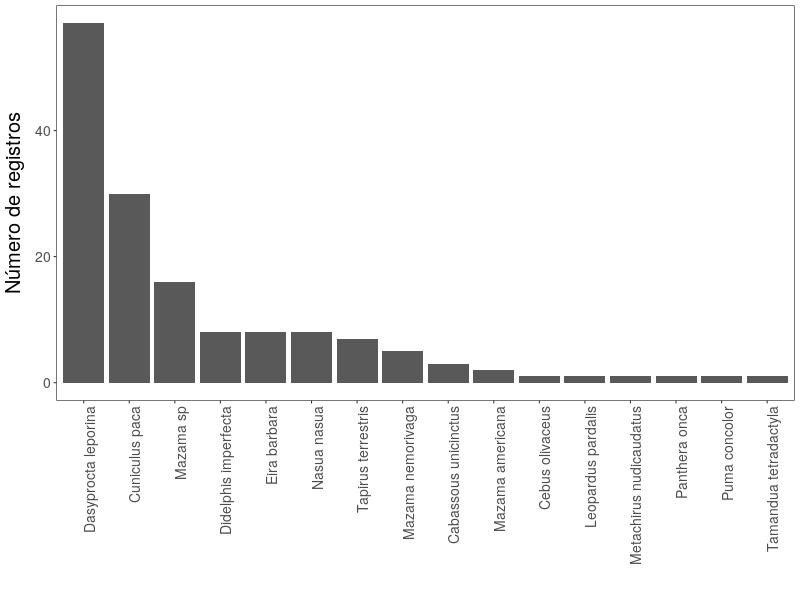 Número de registros
40
20
0
Dasyprocta leporina
Cuniculus paca
Mazama sp
Didelphis imperfecta
Eira barbara
Nasua nasua
Tapirus terrestris
Mazama nemorivaga
Cabassous unicinctus
Mazama americana
Cebus olivaceus
Leopardus pardalis
Metachirus nudicaudatus
Panthera onca
Puma concolor
Tamandua tetradactyla